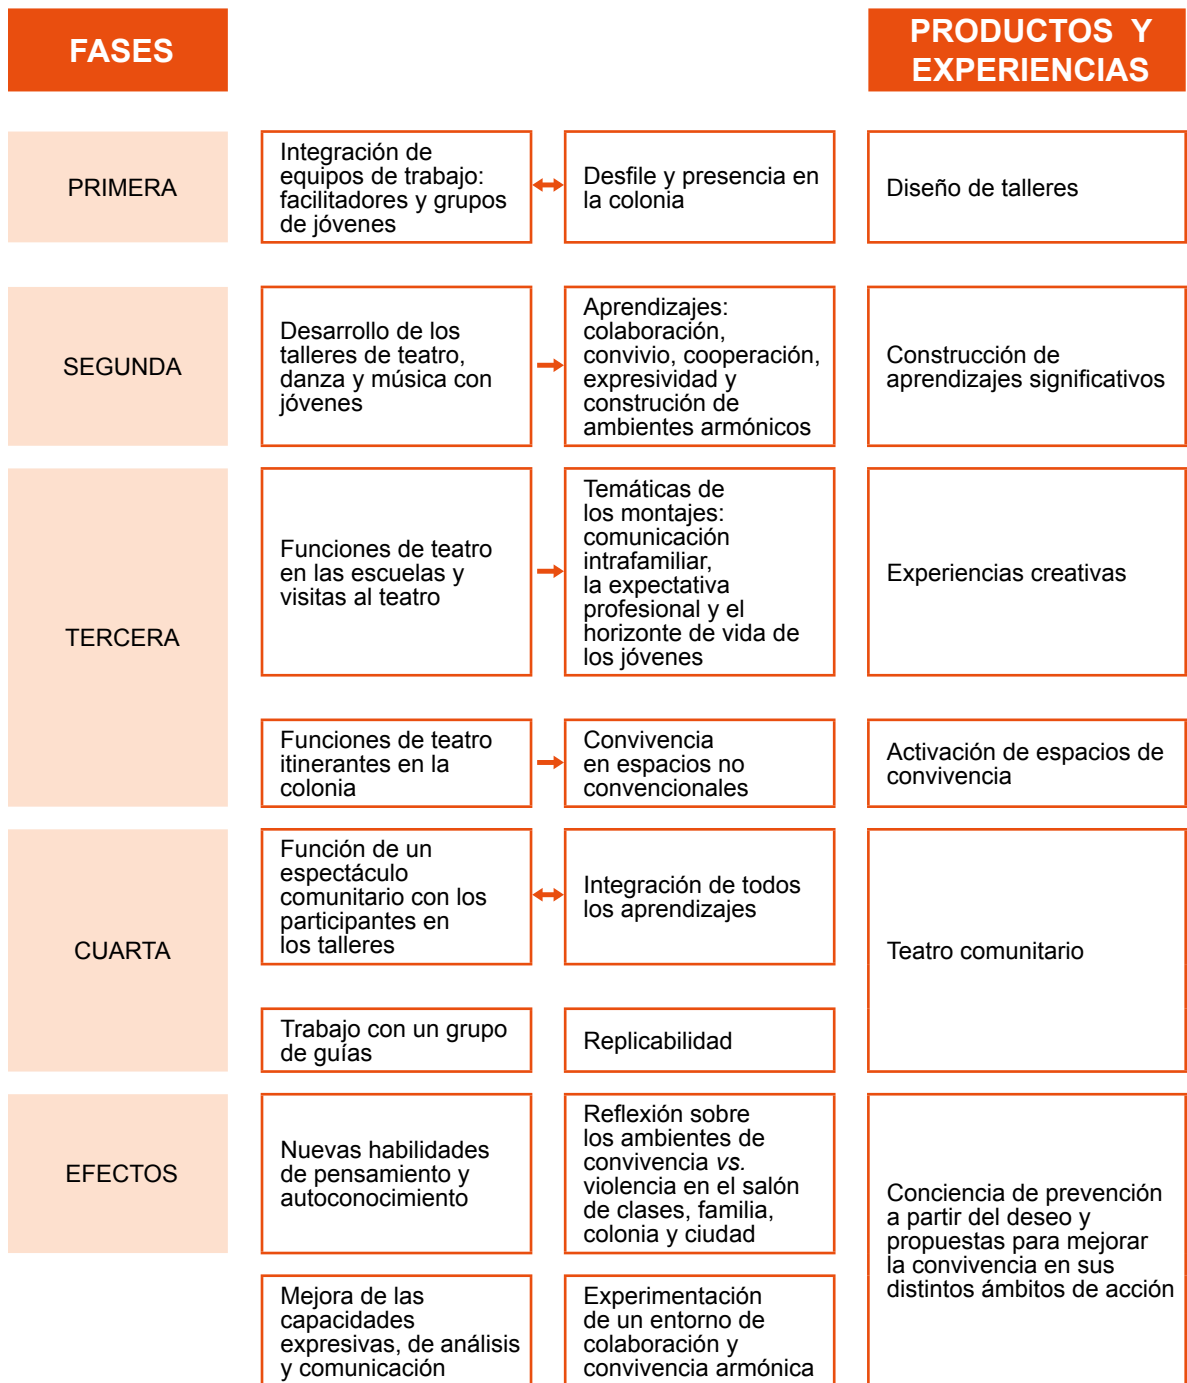 FASES
PRODUCTOS Y
EXPERIENCIAS
PRIMERA
Integración de
equipos de trabajo:
facilitadores y grupos
de jóvenes
Desfile y presencia en
la colonia
Diseño de talleres
SEGUNDA
Desarrollo de los
talleres de teatro,
danza y música con
jóvenes
Aprendizajes:
colaboración,
convivio, cooperación,
expresividad y
construción de
ambientes armónicos
Construcción de
aprendizajes significativos
TERCERA
Funciones de teatro
en las escuelas y
visitas al teatro
Temáticas de
los montajes:
comunicación
intrafamiliar,
la expectativa
profesional y el
horizonte de vida de
los jóvenes
Experiencias creativas
Funciones de teatro
itinerantes en la
colonia
Convivencia
en espacios no
convencionales
Activación de espacios de
convivencia
CUARTA
Función de un
espectáculo
comunitario con los
participantes en
los talleres
Integración de todos
los aprendizajes
Teatro comunitario
Trabajo con un grupo
de guías
Replicabilidad
EFECTOS
Nuevas habilidades
de pensamiento y
autoconocimiento
Reflexión sobre
los ambientes de
convivencia vs.
violencia en el salón
de clases, familia,
colonia y ciudad
Conciencia de prevención
a partir del deseo y
propuestas para mejorar
la convivencia en sus
distintos ámbitos de acción
Mejora de las
capacidades
expresivas, de análisis
y comunicación
Experimentación
de un entorno de
colaboración y
convivencia armónica